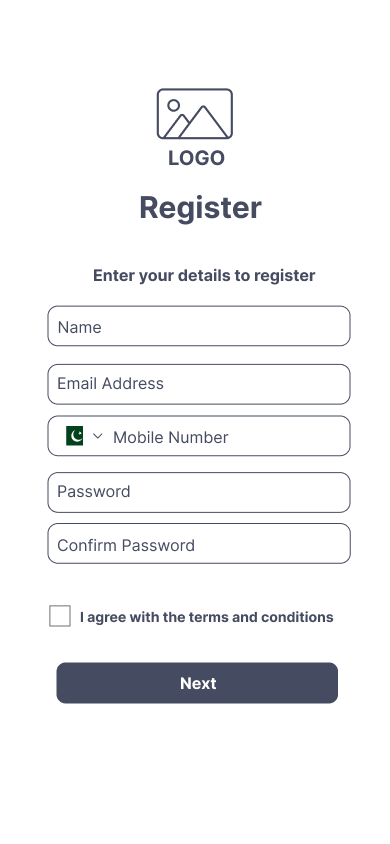 LOGO
Register
Enter your details to register
Name
Email Address
Mobile Number
Password
Confirm Password
I agree with the terms and conditions
Next